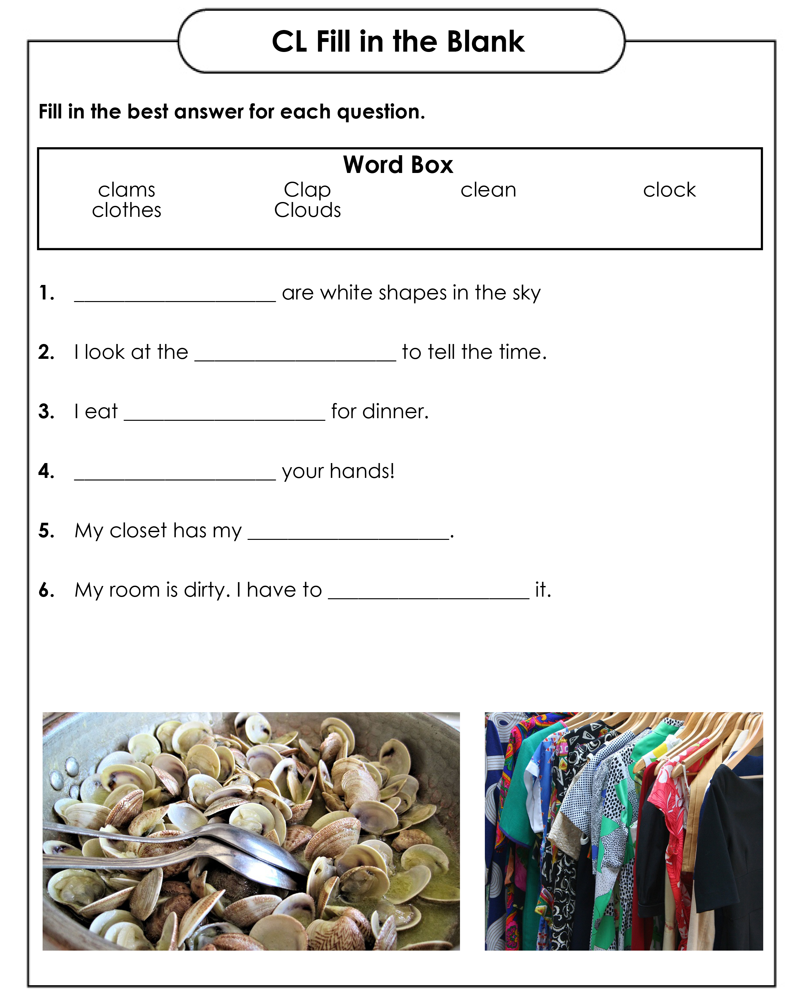 CL Fill in the Blank
Fill in the best answer for each question.
Word Box
clams Clap clean clock
clothes Clouds
1. ____________________ are white shapes in the sky
2. I look at the ____________________ to tell the time.
3. I eat ____________________ for dinner.
4. ____________________ your hands!
5. My closet has my ____________________.
6. My room is dirty. I have to ____________________ it.